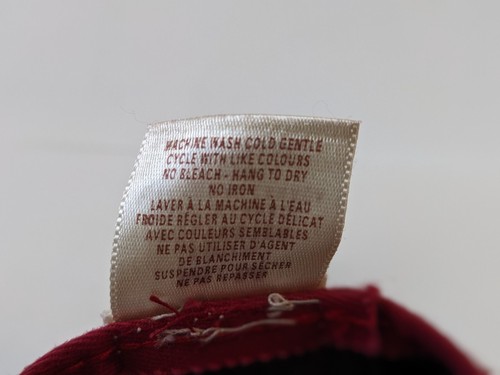 MACHINE WASH COLD GENTLE
CYCLE WITH LIKE COLOURS
NO BLEACH - HANG TO DRY
NO IRON
LAVER À LA MACHINE À L'EAU
FROIDE RÉGLER AU CYCLE DÉLICAT
AVEC COULEURS SEMBLABLES
NE PAS UTILISER D'AGENT
DE BLANCHIMENT
SUSPENDRE POUR SÉCHER
NE PAS REPASSER